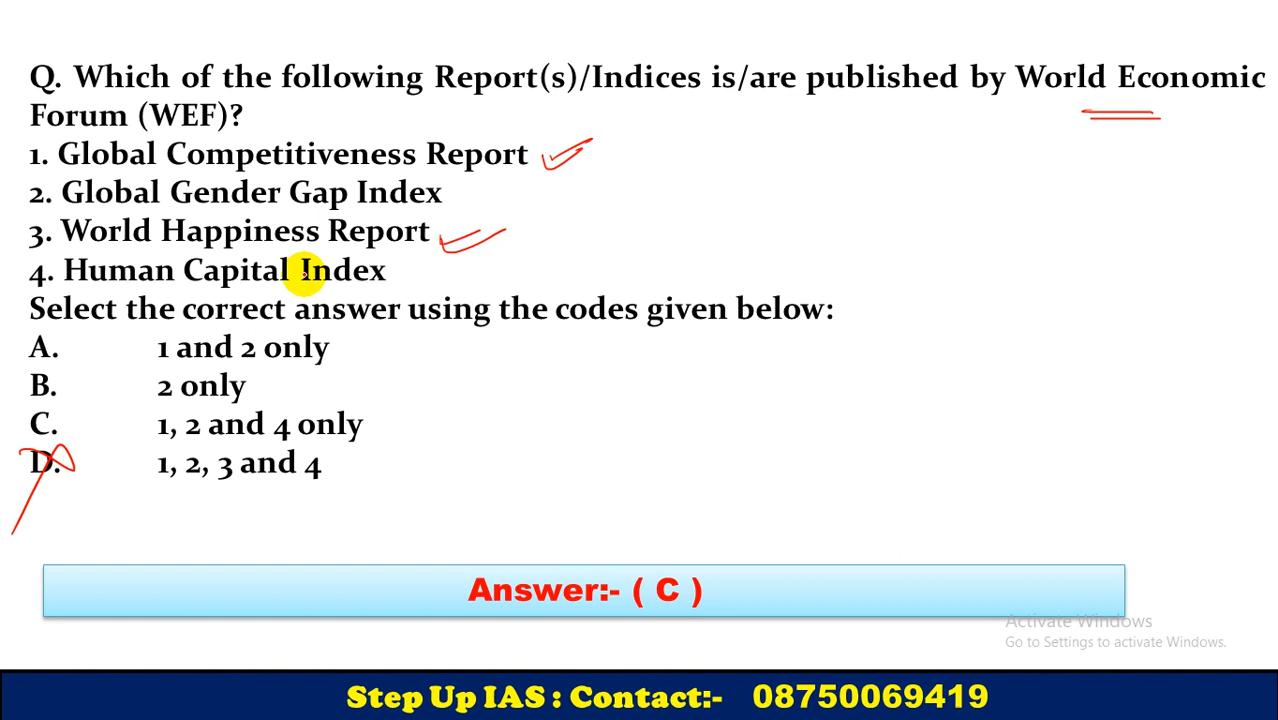 Q. Which of the following Report(s)/Indices is/are published by World Economic
Forum (WEF)?
1. Global Competitiveness Report
2. Global Gender Gap Index
3. World Happiness Report
4. Human Capital Index
Select the correct answer using the codes given below:
A. 1 and 2 only
B. 2 only
C. 1, 2 and 4 only
D. 1, 2, 3 and 4
Answer:- ( C )
Activate Windows
Go to Settings to activate Windows.
Step Up IAS : Contact:- 08750069419